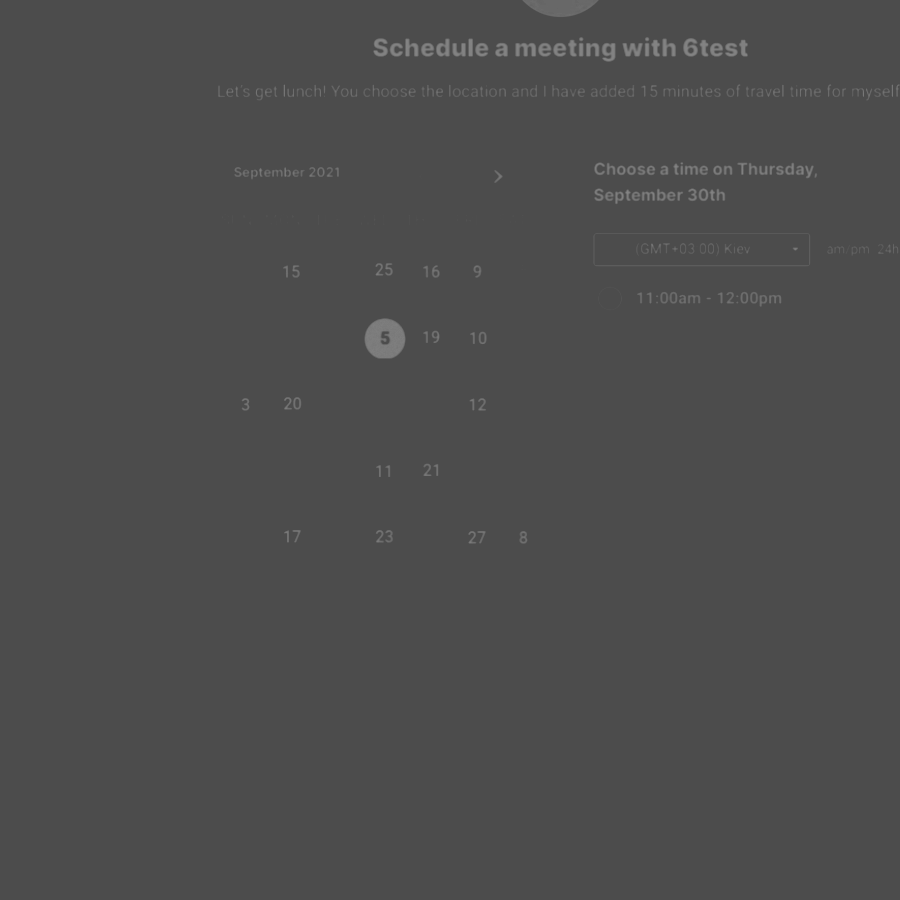 Schedule a meeting with 6test
Let's get lunch! You choose the location and I have added 15 minutes of travel time for myself
September 2021
Choose a time on Thursday,
September 30th
(GMT+03:00) Kiev
am/pm 24h
15 25 16 9
11:00am - 12:00pm
5 19 10
3 20 12
11 21
17 23 27 8